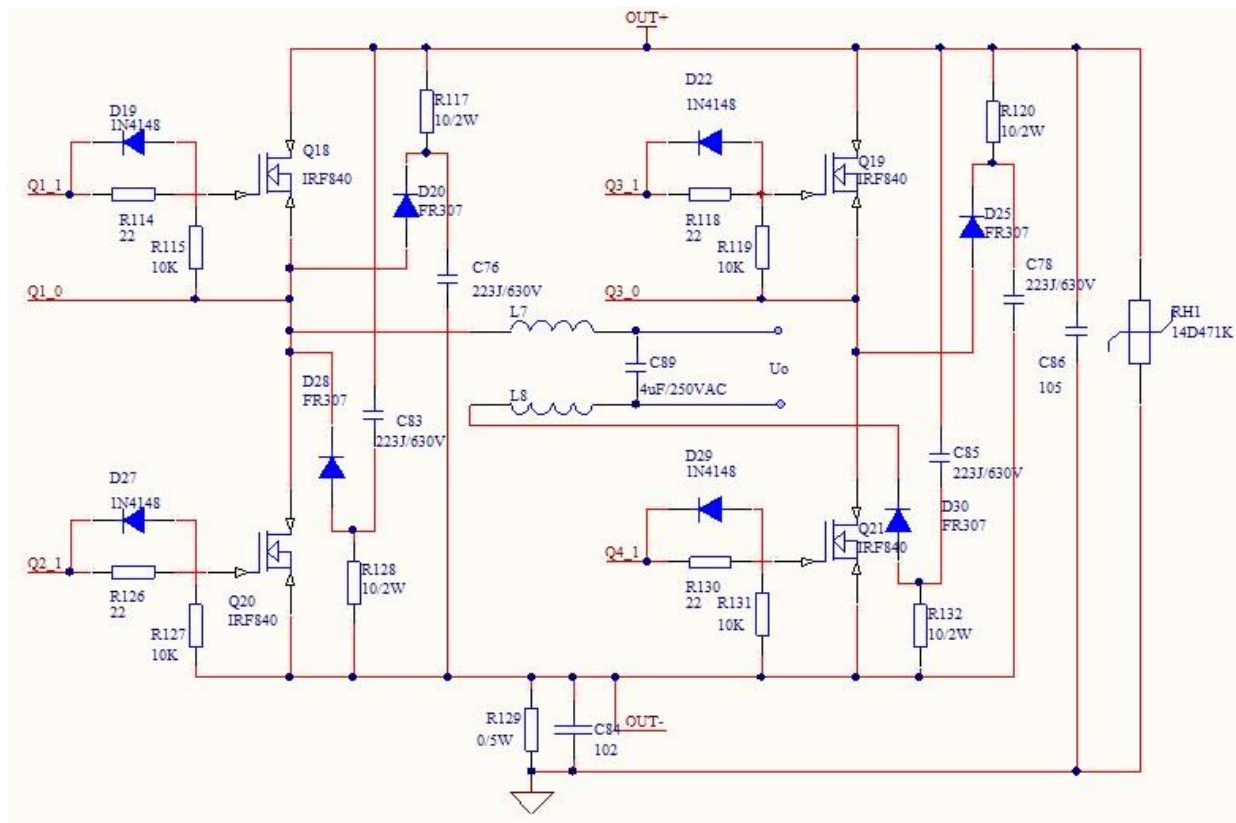 OUT+
D19
1N4148
Q18
IRF840
Q1_1
R114
22
R115
10K
Q1_0
R117
10/2W
D20
FR307
C76
223J/630V
D22
1N4148
Q19
IRF840
Q3_1
R118
22
R119
10K
Q3_0
R120
10/2W
D25
FR307
C78
223J/630V
RH1
14D471K
C86
105
L7
C89
4uF/250VAC
Uo
L8
D28
FR307
C83
223J/630V
D27
1N4148
Q2_1
R126
22
R127
10K
Q20
IRF840
R128
10/2W
D29
1N4148
Q4_1
R130
22
R131
10K
Q21
IRF840
C85
223J/630V
D30
FR307
R132
10/2W
R129
0/5W
C84
102
OUT-